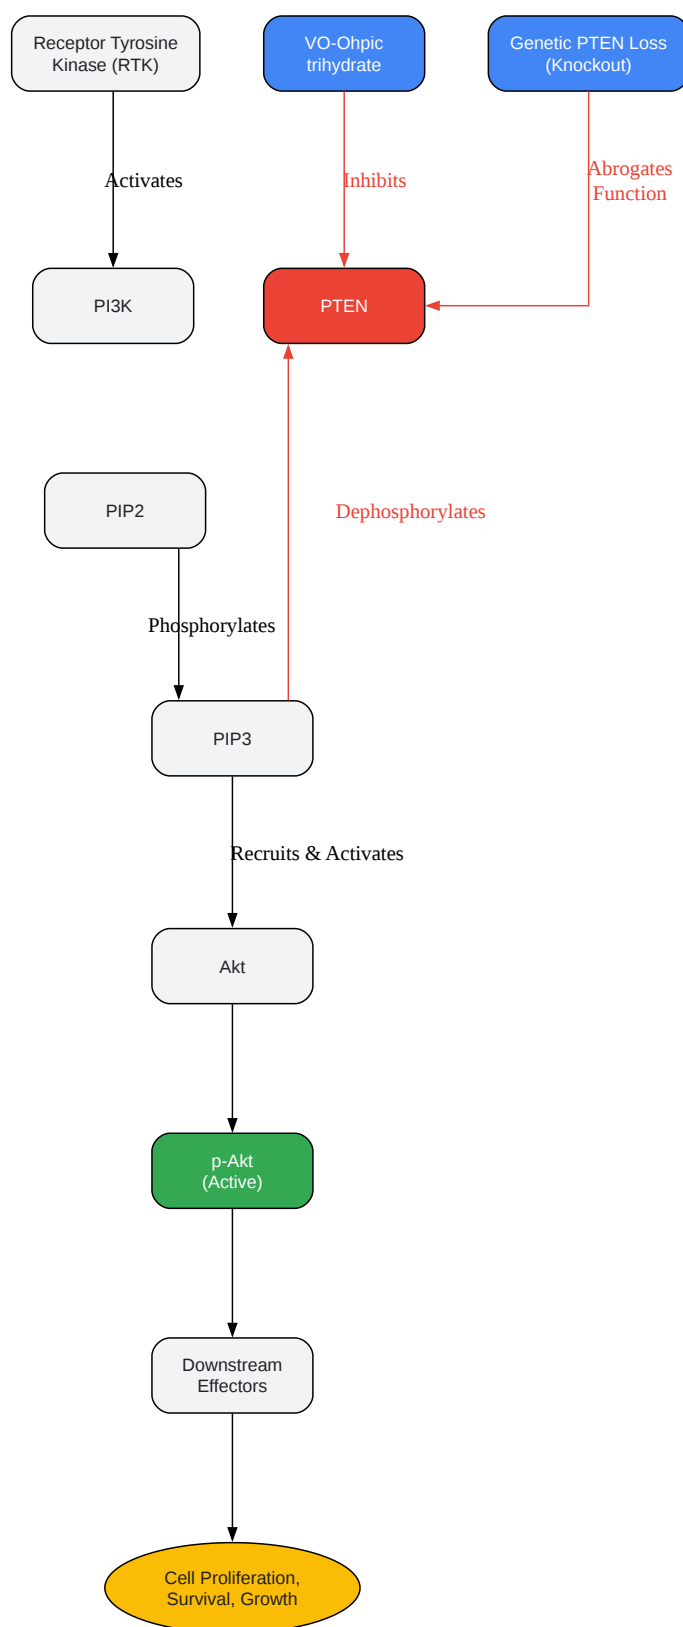 Receptor Tyrosine
Kinase (RTK)
VO-Ohpic
trihydrate
Genetic PTEN Loss
(Knockout)
Activates
Inhibits
Abrogates
Function
PI3K
PTEN
PIP2
Dephosphorylates
Phosphorylates
PIP3
Recruits & Activates
Akt
p-Akt
(Active)
Downstream
Effectors
Cell Proliferation,
Survival, Growth